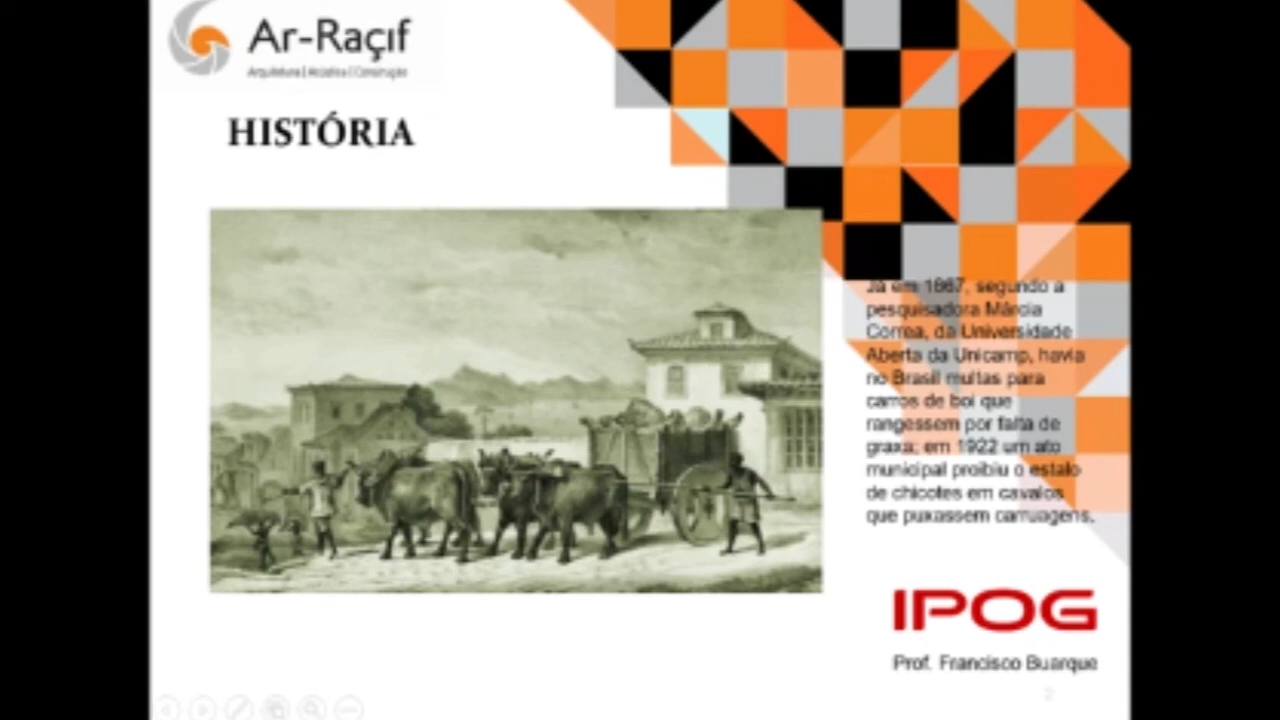 Ar-Raçıf
Arquitetura | Acústica | Construção
HISTÓRIA
Já em 1867, segundo a
pesquisadora Márcia
Correa, da Universidade
Aberta da Unicamp, havia
no Brasil multas para
carros de boi que
rangessem por falta de
graxa; em 1922 um ato
municipal proibiu o estalo
de chicotes em cavalos
que puxassem carruagens.
IPOG
Prof. Francisco Buarque
2